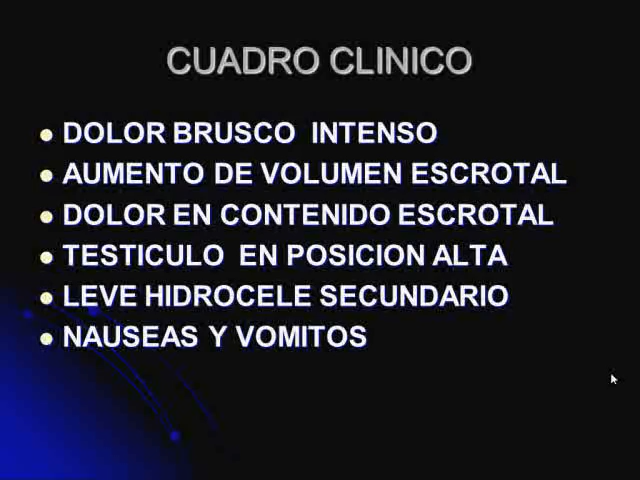 CUADRO CLINICO
DOLOR BRUSCO INTENSO
AUMENTO DE VOLUMEN ESCROTAL
DOLOR EN CONTENIDO ESCROTAL
TESTICULO EN POSICION ALTA
LEVE HIDROCELE SECUNDARIO
NAUSEAS Y VOMITOS